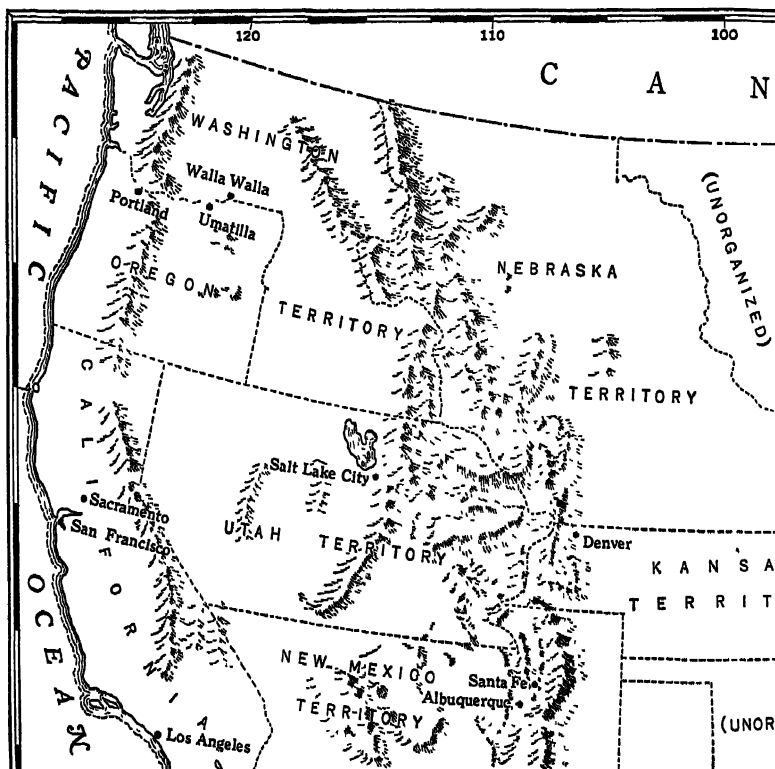 120 110 100
C A N
PACIFIC
WASHINGTON
Walla Walla
Portland
Umatilla
(UNORGANIZED)
OREGON
NEBRASKA
TERRITORY
TERRITORY
CALIFORNIA
Salt Lake City
Sacramento
San Francisco
UTAH
TERRITORY
Denver
KANSA
TERRIT
OCEAN
NEW MEXICO
Santa Fe
Albuquerque
TERRITORY
(UNOR
Los Angeles